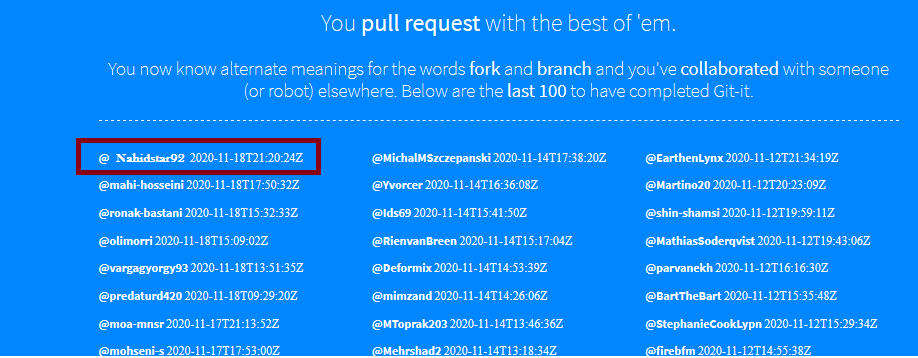 You pull request with the best of 'em.
You now know alternate meanings for the words fork and branch and you've collaborated with someone
(or robot) elsewhere. Below are the last 100 to have completed Git-it.
@ Nahidstar92 2020-11-18T21:20:24Z
@MichalMSzczepanski 2020-11-14T17:38:20Z
@EarthenLynx 2020-11-12T21:34:19Z
@mahi-hosseini 2020-11-18T17:50:32Z
@Yvorcer 2020-11-14T16:36:08Z
@Martino20 2020-11-12T20:23:09Z
@ronak-bastani 2020-11-18T15:32:33Z
@Ids69 2020-11-14T15:41:50Z
@shin-shamsi 2020-11-12T19:59:11Z
@olimorri 2020-11-18T15:09:02Z
@RienvanBreen 2020-11-14T15:17:04Z
@MathiasSoderqvist 2020-11-12T19:43:06Z
@vargagyorgy93 2020-11-18T13:51:35Z
@Deformix 2020-11-14T14:53:39Z
@parvanekh 2020-11-12T16:16:30Z
@predaturd420 2020-11-18T09:29:20Z
@mimzand 2020-11-14T14:26:06Z
@BartTheBart 2020-11-12T15:35:48Z
@moa-mnsr 2020-11-17T21:13:52Z
@MToprak203 2020-11-14T13:46:36Z
@StephanieCookLypn 2020-11-12T15:29:34Z
@mohseni-s 2020-11-17T17:53:00Z
@Mehrshad2 2020-11-14T13:18:34Z
@firebfm 2020-11-12T14:55:38Z